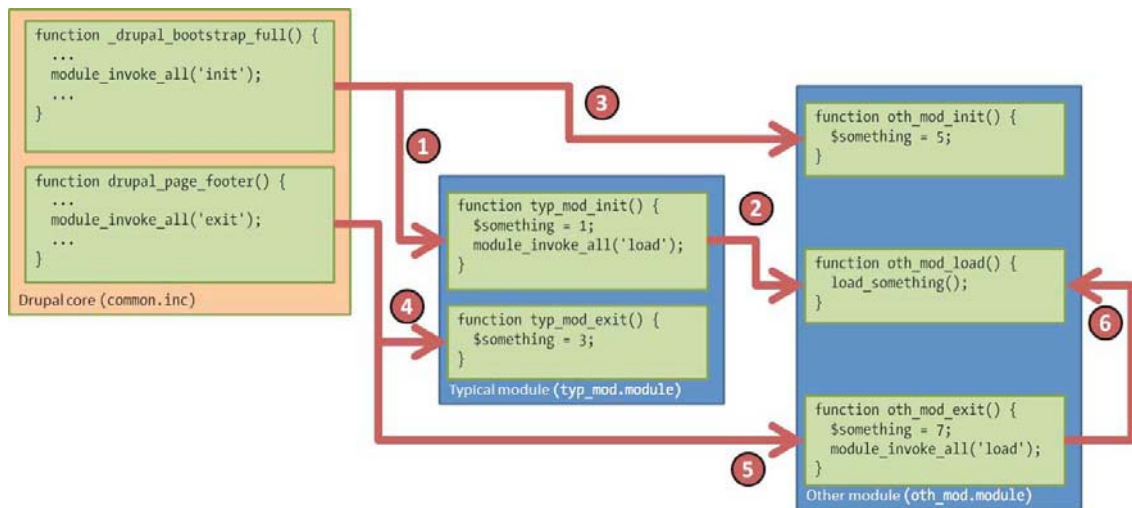 function _drupal_bootstrap_full() {
...
module_invoke_all('init');
...
}
function drupal_page_footer() {
...
module_invoke_all('exit');
...
}
Drupal core (common.inc)
1
3
4
function typ_mod_init() {
$something = 1;
module_invoke_all('load');
}
function typ_mod_exit() {
$something = 3;
}
Typical module (typ_mod.module)
2
5
function oth_mod_init() {
$something = 5;
}
function oth_mod_load() {
load_something();
}
6
function oth_mod_exit() {
$something = 7;
module_invoke_all('load');
}
Other module (oth_mod.module)